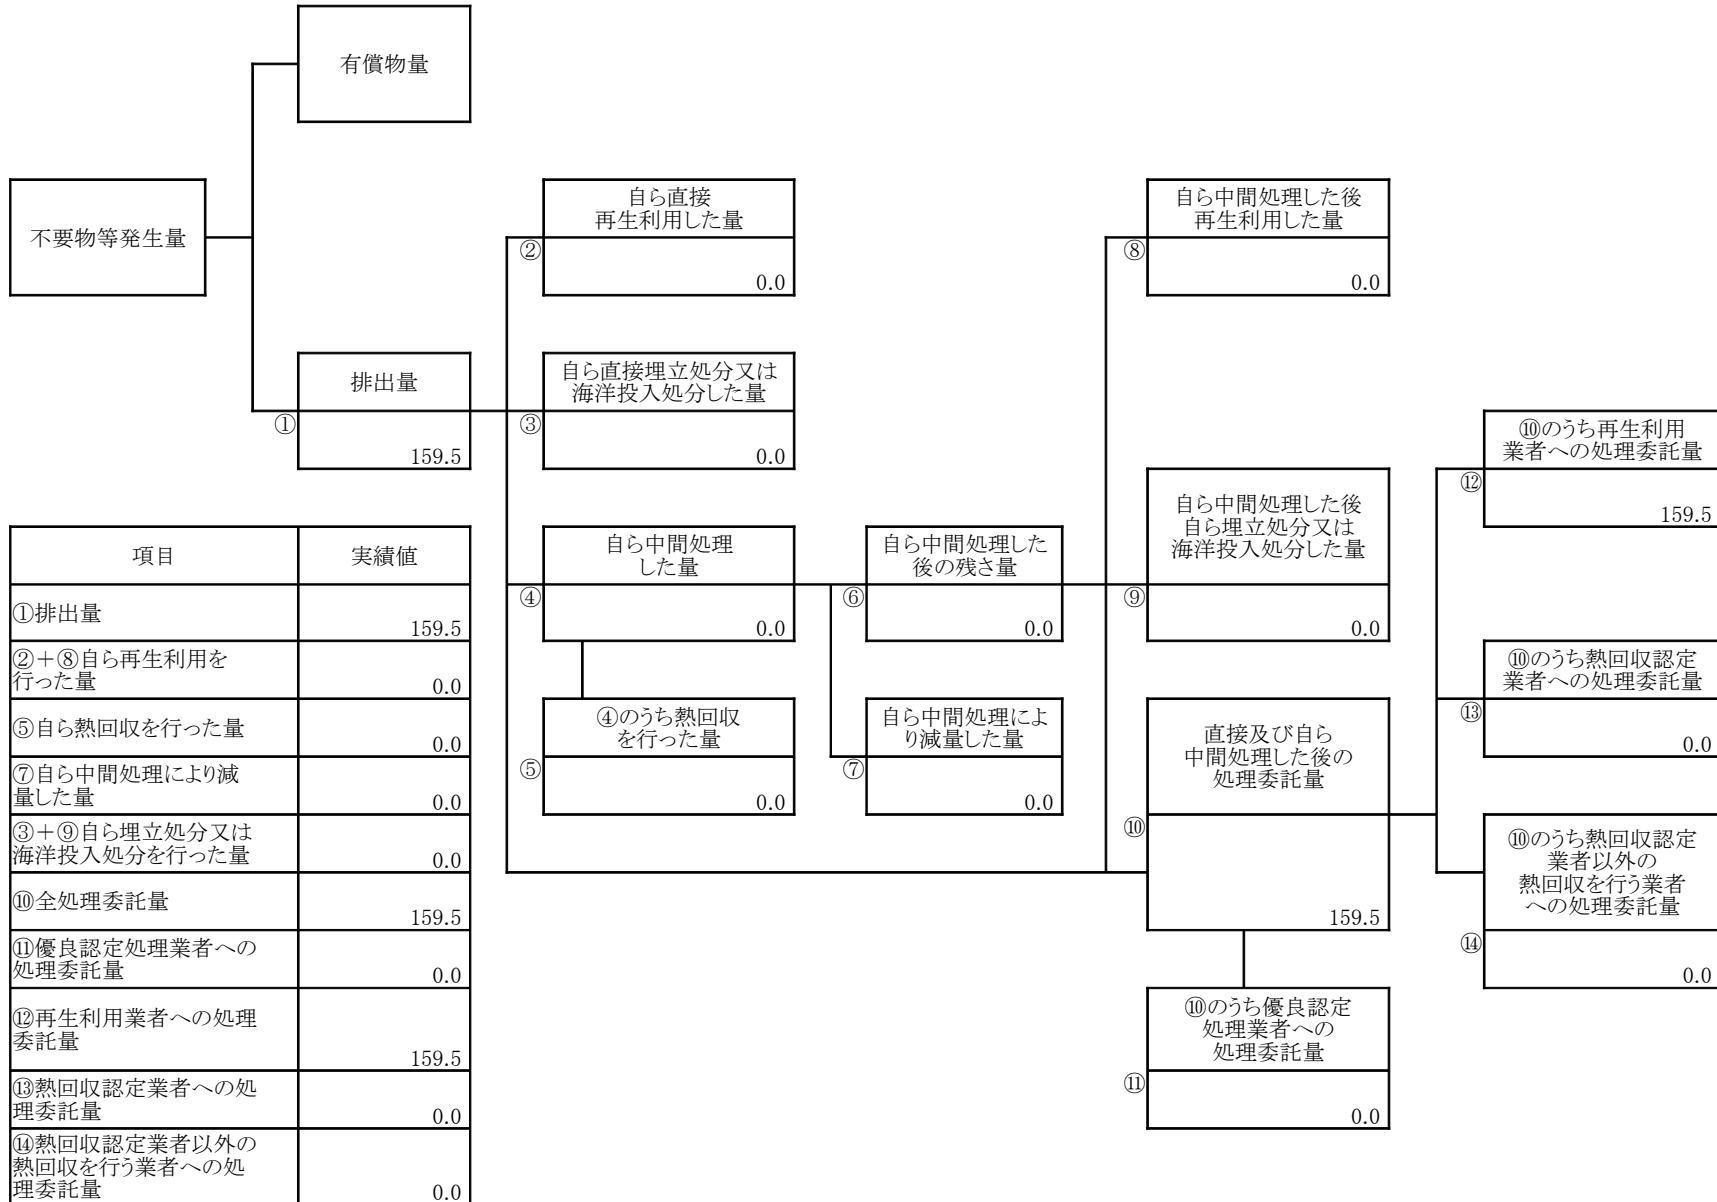 有償物量
不要物等発生量
自ら直接
再生利用した量
②
0.0
自ら中間処理した後
再生利用した量
⑧
0.0
排出量
①
159.5
自ら直接埋立処分又は
海洋投入処分した量
③
0.0
⑩のうち再生利用
業者への処理委託量
⑫
159.5
自ら中間処理
した量
④
0.0
自ら中間処理した
後の残さ量
⑥
0.0
自ら中間処理した後
自ら埋立処分又は
海洋投入処分した量
⑨
0.0
⑩のうち熱回収認定
業者への処理委託量
⑬
0.0
④のうち熱回収
を行った量
⑤
0.0
自ら中間処理によ
り減量した量
⑦
0.0
直接及び自ら
中間処理した後の
処理委託量
⑩
159.5
⑩のうち熱回収認定
業者以外の
熱回収を行う業者
への処理委託量
⑭
0.0
⑩のうち優良認定
処理業者への
処理委託量
⑪
0.0
項目 実績値
①排出量
159.5
②+⑧自ら再生利用を
行った量
0.0
⑤自ら熱回収を行った量
0.0
⑦自ら中間処理により減
量した量
0.0
③+⑨自ら埋立処分又は
海洋投入処分を行った量
0.0
⑩全処理委託量
159.5
⑪優良認定処理業者への
処理委託量
0.0
⑫再生利用業者への処理
委託量
159.5
⑬熱回収認定業者への処
理委託量
0.0
⑭熱回収認定業者以外の
熱回収を行う業者への処
理委託量
0.0